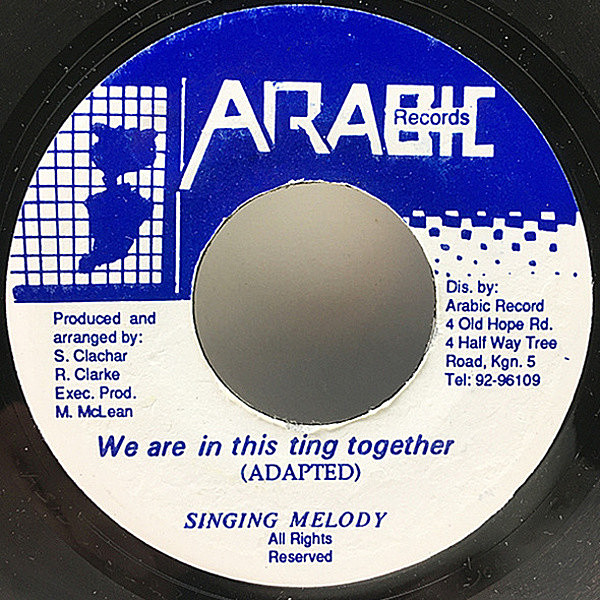 ARABIC
Records
Produced and
arranged by:
S. Clachar
R. Clarke
Exec. Prod.
M. McLean
Dis. by:
Arabic Record
4 Old Hope Rd.
4 Half Way Tree
Road, Kgn. 5
Tel: 92-96109
We are in this ting together
(ADAPTED)
SINGING MELODY
All Rights
Reserved